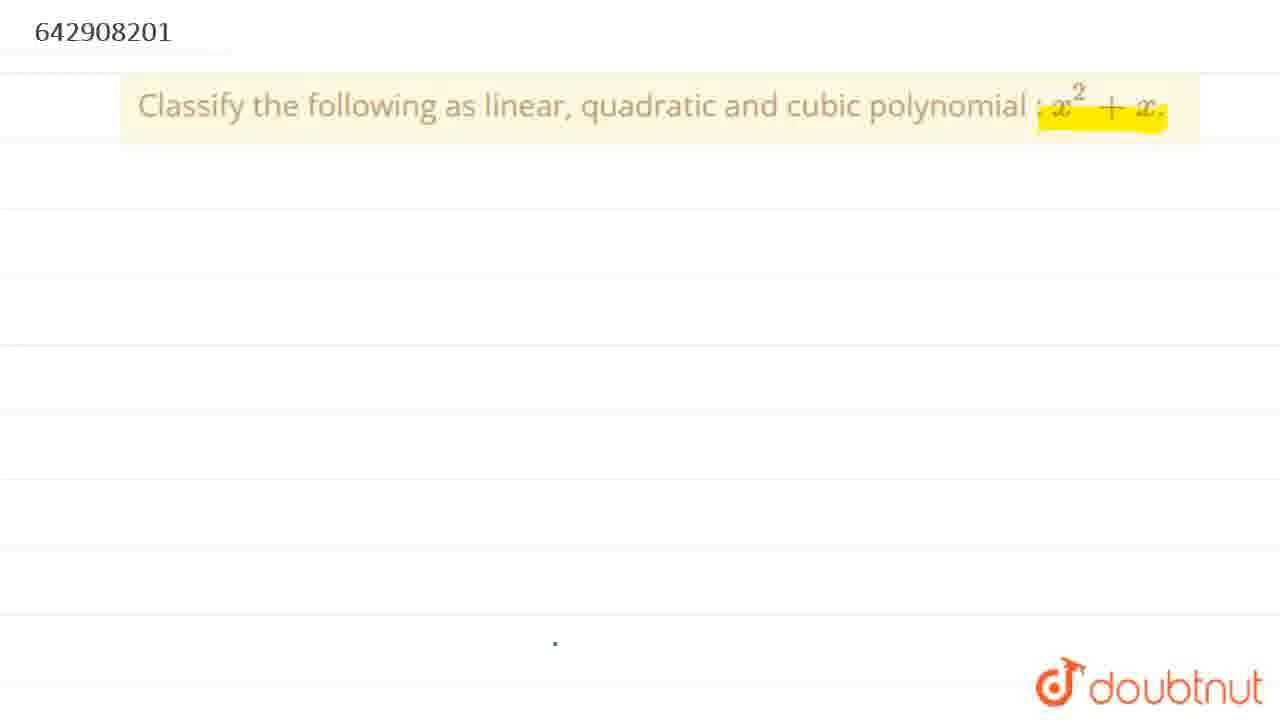 642908201
Classify the following as linear, quadratic and cubic polynomial : x² + x.
doubtnut